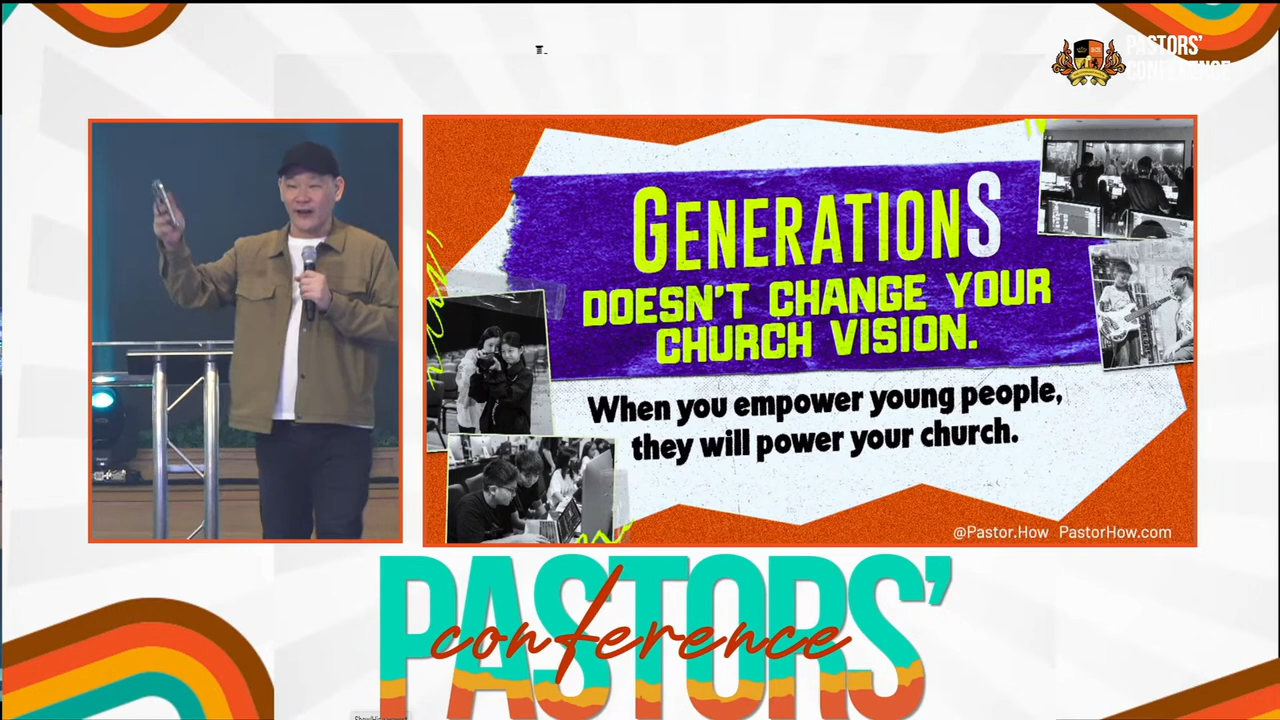 PASTORS'
CONFERENCE
GENERATIONS
DOESN'T CHANGE YOUR
CHURCH VISION.
When you empower young people,
they will power your church.
@Pastor.How PastorHow.com
PASTORS'
conference